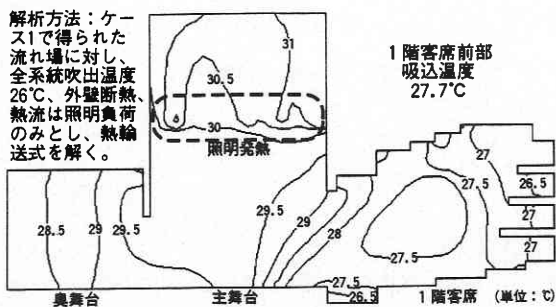 解析方法：ケー
ス1で得られた
流れ場に対し、
全系統吹出温度
26℃、外壁断熱、
熱流は照明負荷
のみとし、熱輸
送式を解く。
1階客席前部
吸込温度
27.7℃
31
30.5
30
照明発熱
28.5
29
29.5
29.5
29
28
27.5
27
27.5
26.5
27
27
27.5
26.5
奥舞台
主舞台
1階客席 (単位：℃)